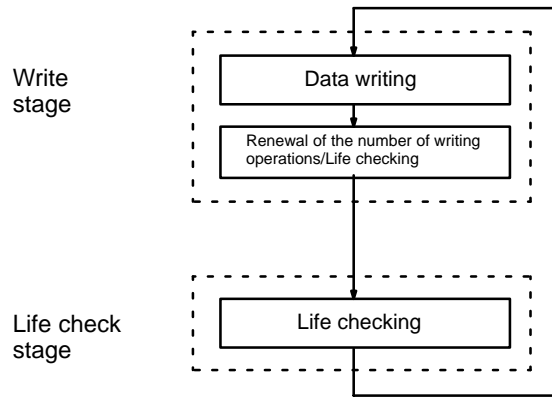 Write
stage
Data writing
Renewal of the number of writing
operations/Life checking
Life check
stage
Life checking